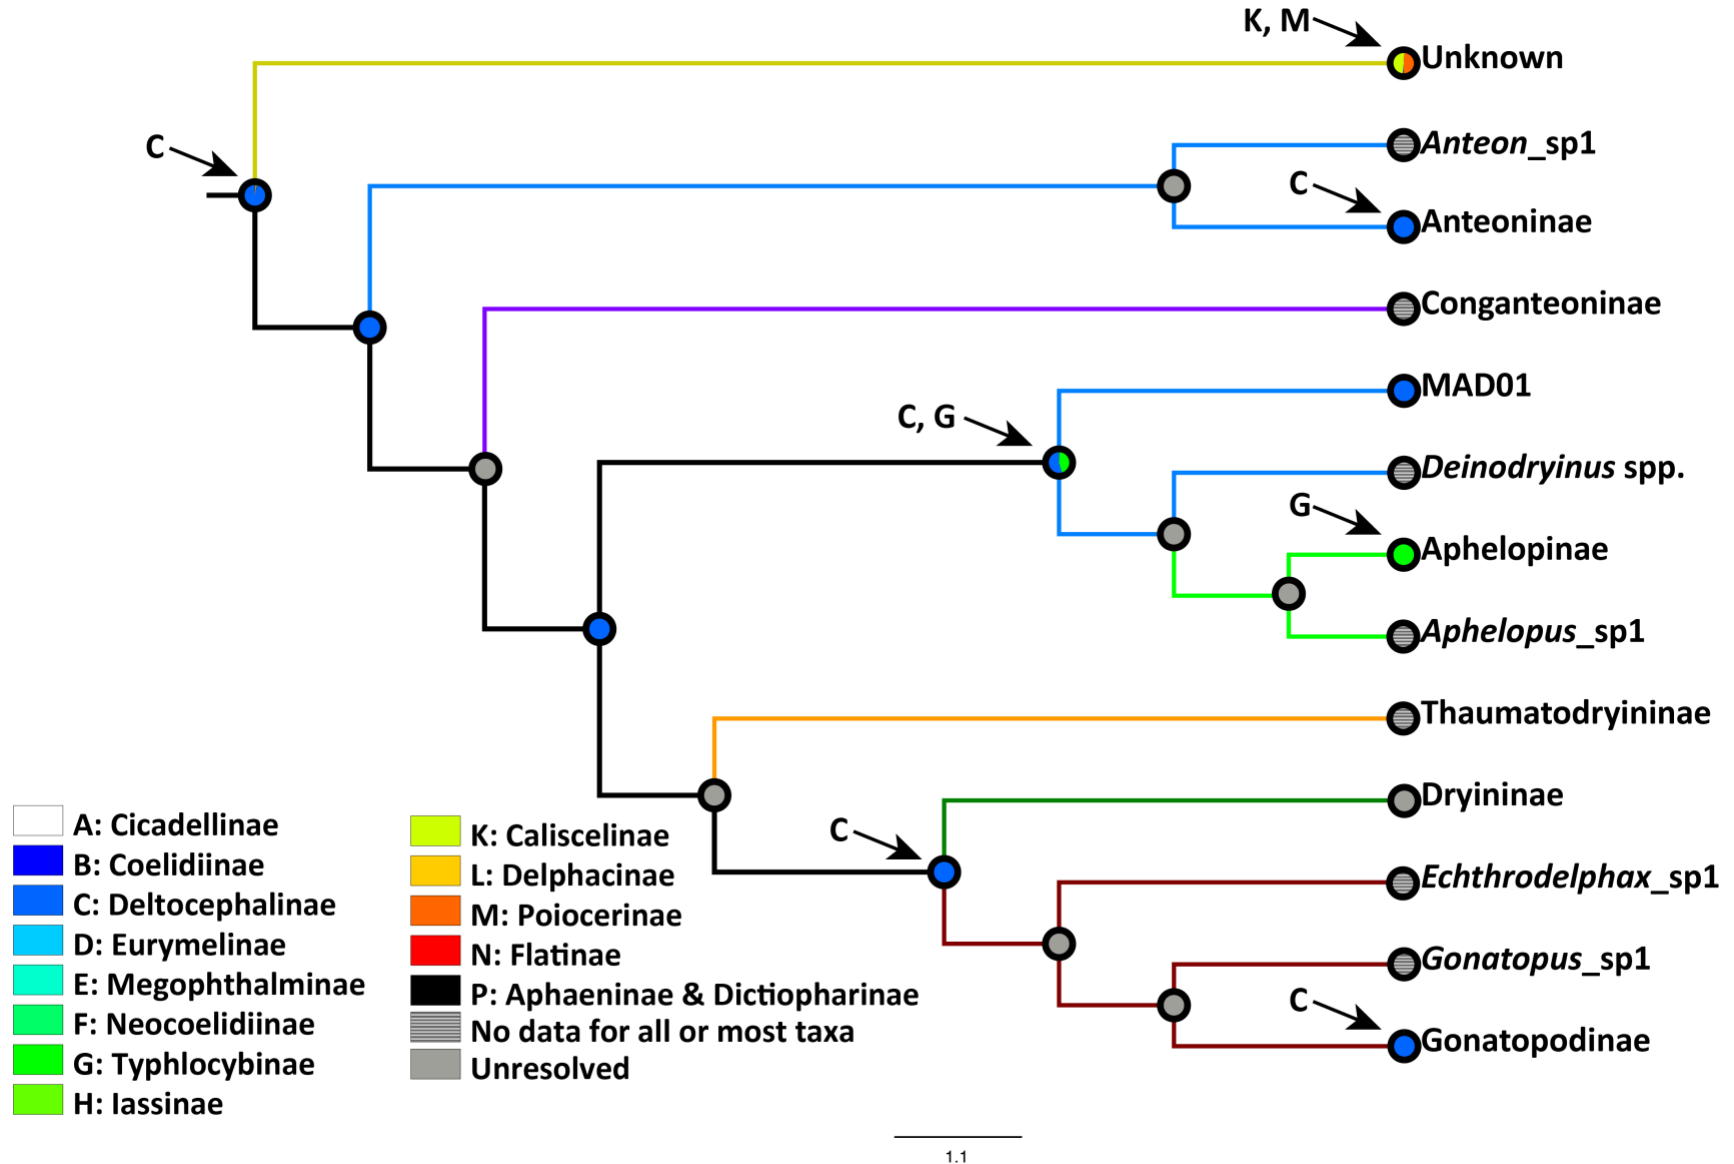 K, M
Unknown
C
Anteon_sp1
C
Anteoninae
Conganteoninae
MAD01
C, G
Deinodryinus spp.
G
Aphelopinae
Aphelopus_sp1
Thaumatodryininae
Dryininae
C
Echthrodelphax_sp1
Gonatopus_sp1
C
Gonatopodinae
A: Cicadellinae
B: Coelidiinae
C: Deltocephalinae
D: Eurymelinae
E: Megophthalminae
F: Neocoelidiinae
G: Typhlocybinae
H: Iassinae
K: Caliscelinae
L: Delphacinae
M: Poiocerinae
N: Flatinae
P: Aphaeninae & Dictiopharinae
No data for all or most taxa
Unresolved
1.1